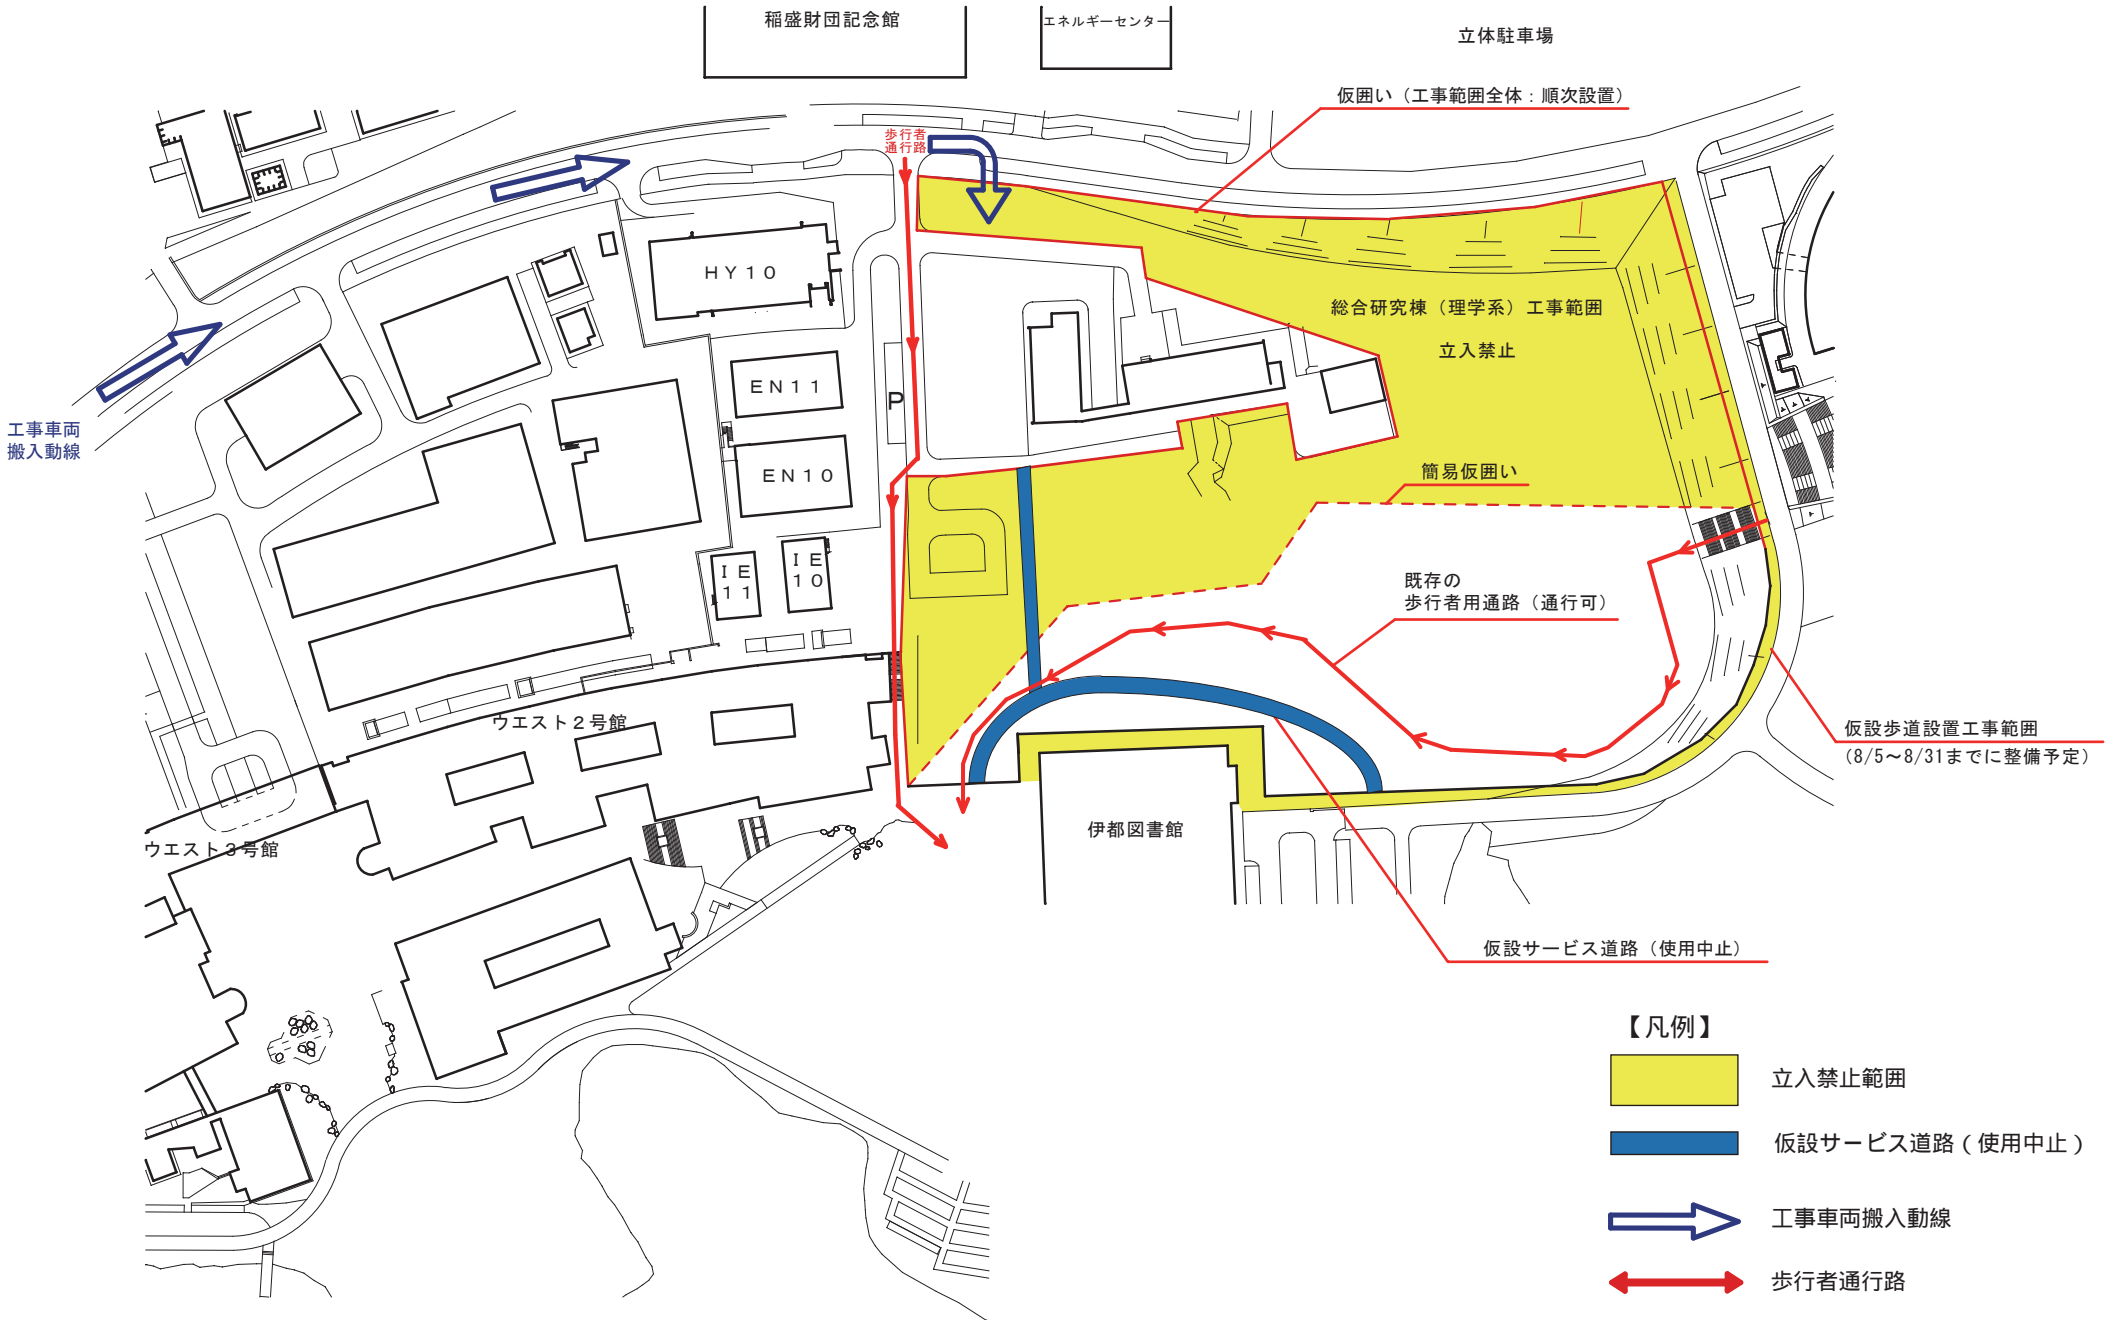 稲盛財団記念館
エネルギーセンター
立体駐車場
仮囲い（工事範囲全体：順次設置）
歩行者
通行路
HY10
総合研究棟（理学系）工事範囲
立入禁止
EN11
P
工事車両
搬入動線
EN10
簡易仮囲い
IE
11
IE
10
既存の
歩行者用通路（通行可）
ウエスト2号館
仮設歩道設置工事範囲
（8/5～8/31までに整備予定）
伊都図書館
ウエスト3号館
仮設サービス道路（使用中止）
【凡例】
立入禁止範囲
仮設サービス道路（使用中止）
工事車両搬入動線
歩行者通行路